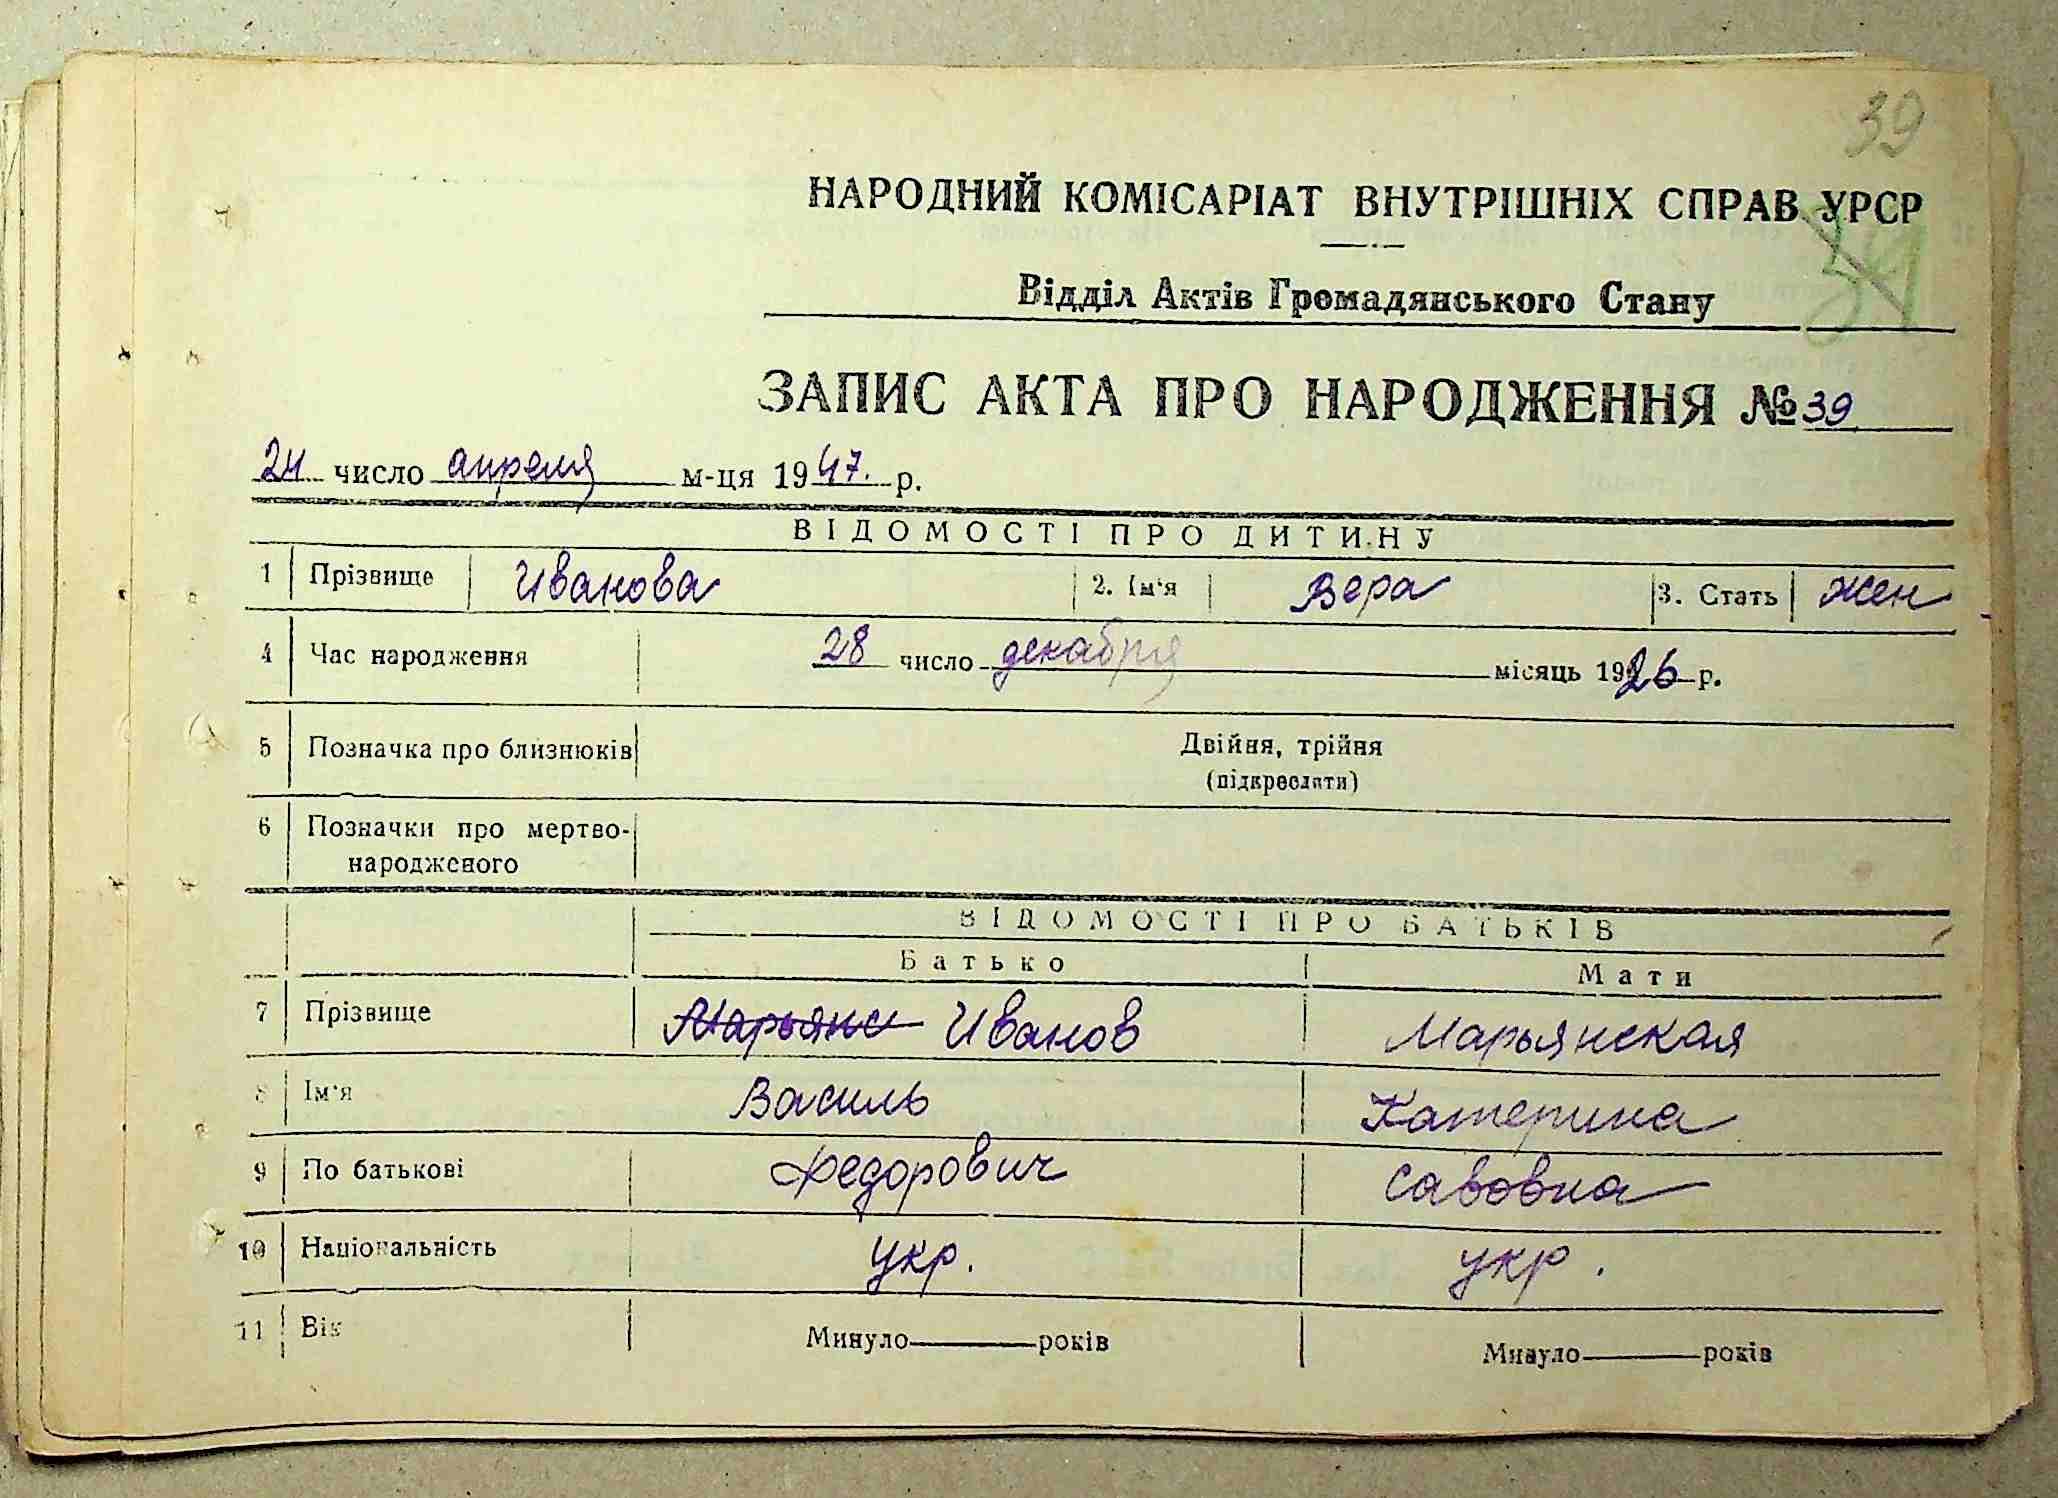 39
НАРОДНИЙ КОМІСАРІАТ ВНУТРІШНІХ СПРАВ УРСР
Відділ Актів Громадянського Стану
ЗАПИС АКТА ПРО НАРОДЖЕННЯ № 39
24 число апреля м-ця 1947. р.
ВІДОМОСТІ ПРО ДИТИНУ
1 Прізвище Иванова 2. Ім'я Вера 3. Стать жен
4 Час народження 28 число декабря місяць 1926 р.
5 Позначка про близнюків Двійня, трійня
(підкреслити)
6 Позначки про мертво-
народженого
ВІДОМОСТІ ПРО БАТЬКІВ
Батько Мати
7 Прізвище Марьянс Иванов Марьянская
8 Ім'я Василь Катерина
9 По батькові Федорович Савовна
10 Національність укр. укр.
11 Вік Минуло років Минуло років